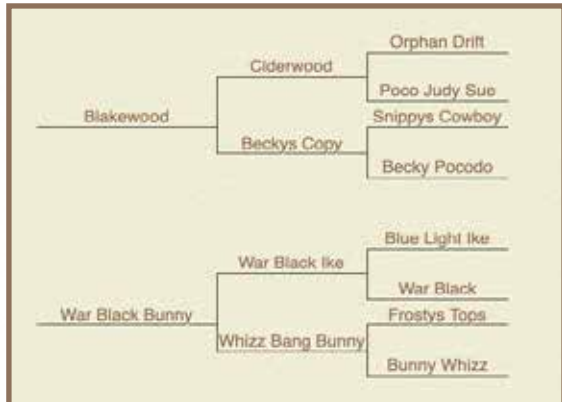 Orphan Drift
Ciderwood
Poco Judy Sue
Blakewood
Snippys Cowboy
Beckys Copy
Becky Pocodo
Blue Light Ike
War Black Ike
War Black
War Black Bunny
Frostys Tops
Whizz Bang Bunny
Bunny Whizz